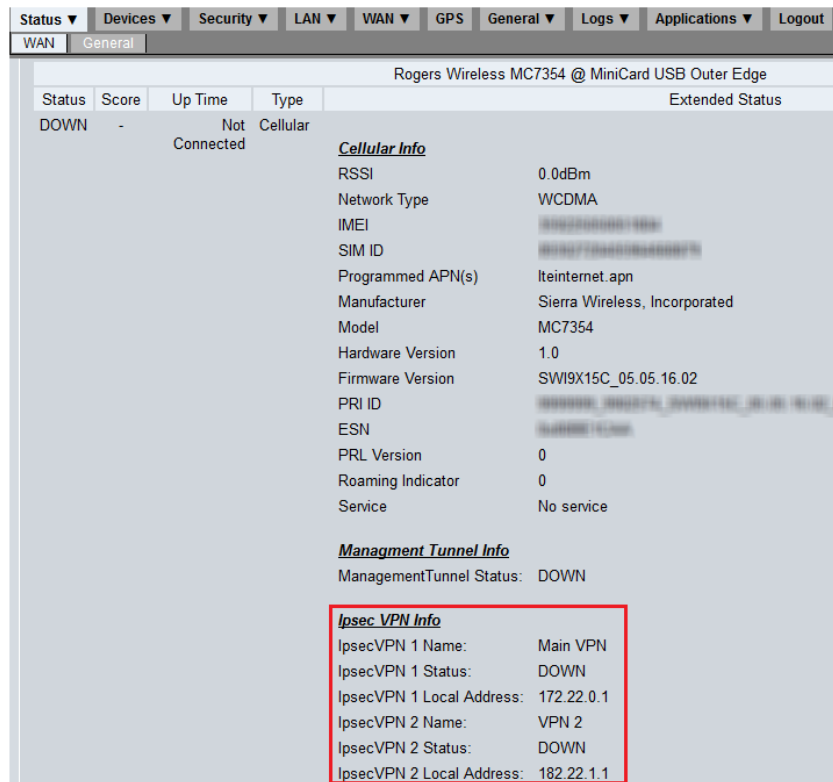 Status ▼ Devices ▼ Security ▼ LAN ▼ WAN ▼ GPS General ▼ Logs ▼ Applications ▼ Logout
WAN General
Rogers Wireless MC7354 @ MiniCard USB Outer Edge
Status Score Up Time Type Extended Status
DOWN - Not Connected Cellular
Cellular Info
RSSI 0.0dBm
Network Type WCDMA
IMEI
SIM ID
Programmed APN(s) lteinternet.apn
Manufacturer Sierra Wireless, Incorporated
Model MC7354
Hardware Version 1.0
Firmware Version SWI9X15C_05.05.16.02
PRI ID
ESN
PRL Version 0
Roaming Indicator 0
Service No service
Managment Tunnel Info
ManagementTunnel Status: DOWN
Ipsec VPN Info
IpsecVPN 1 Name: Main VPN
IpsecVPN 1 Status: DOWN
IpsecVPN 1 Local Address: 172.22.0.1
IpsecVPN 2 Name: VPN 2
IpsecVPN 2 Status: DOWN
IpsecVPN 2 Local Address: 182.22.1.1